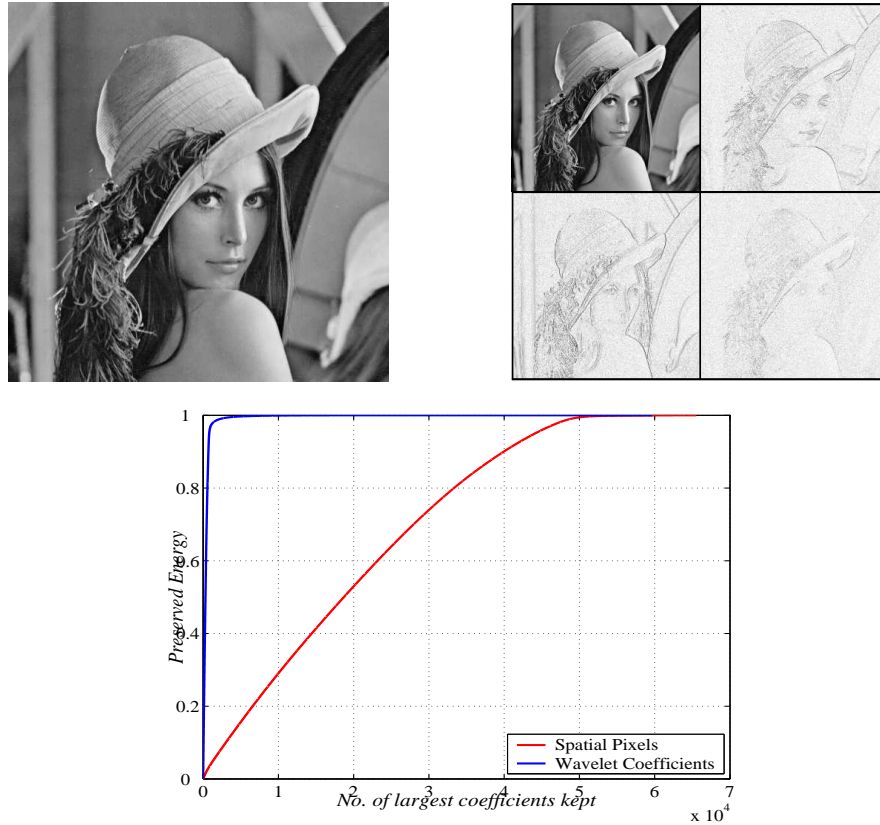 1
0.8
0.6
0.4
0.2
0
Preserved Energy
0 1 2 3 4 5 6 7
x 10^4
No. of largest coefficients kept
Spatial Pixels
Wavelet Coefficients